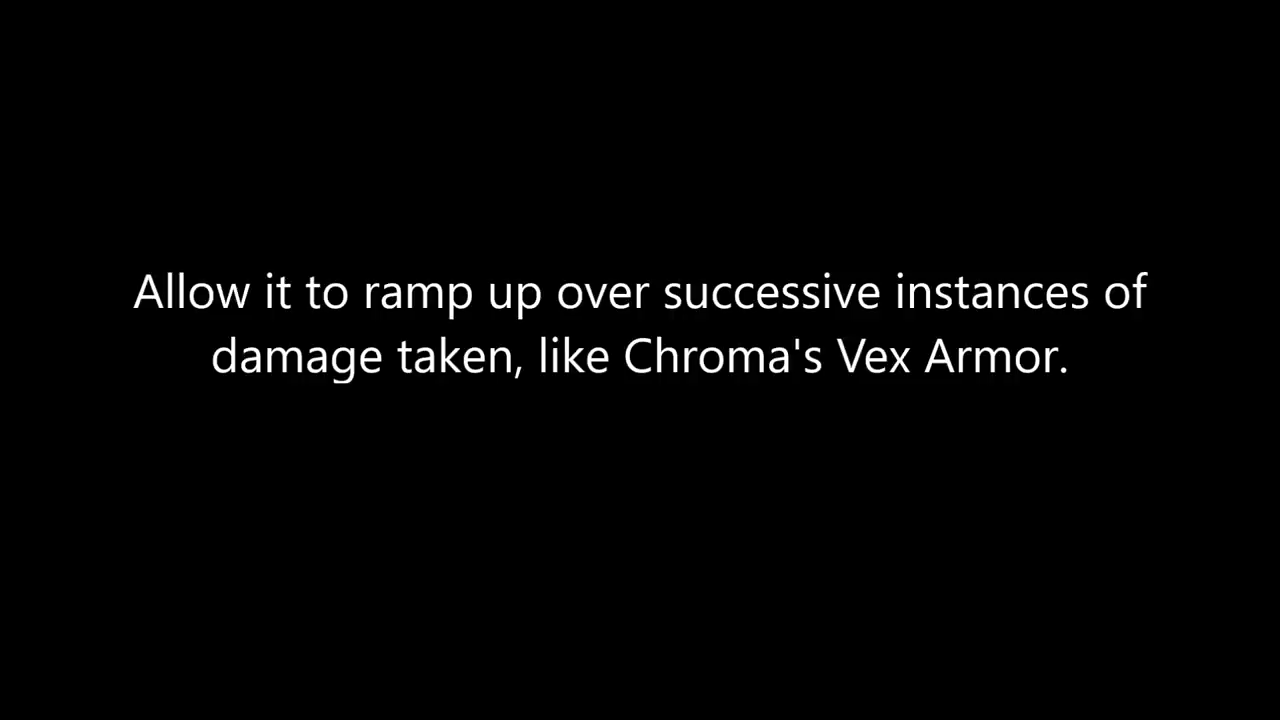 Allow it to ramp up over successive instances of
damage taken, like Chroma's Vex Armor.